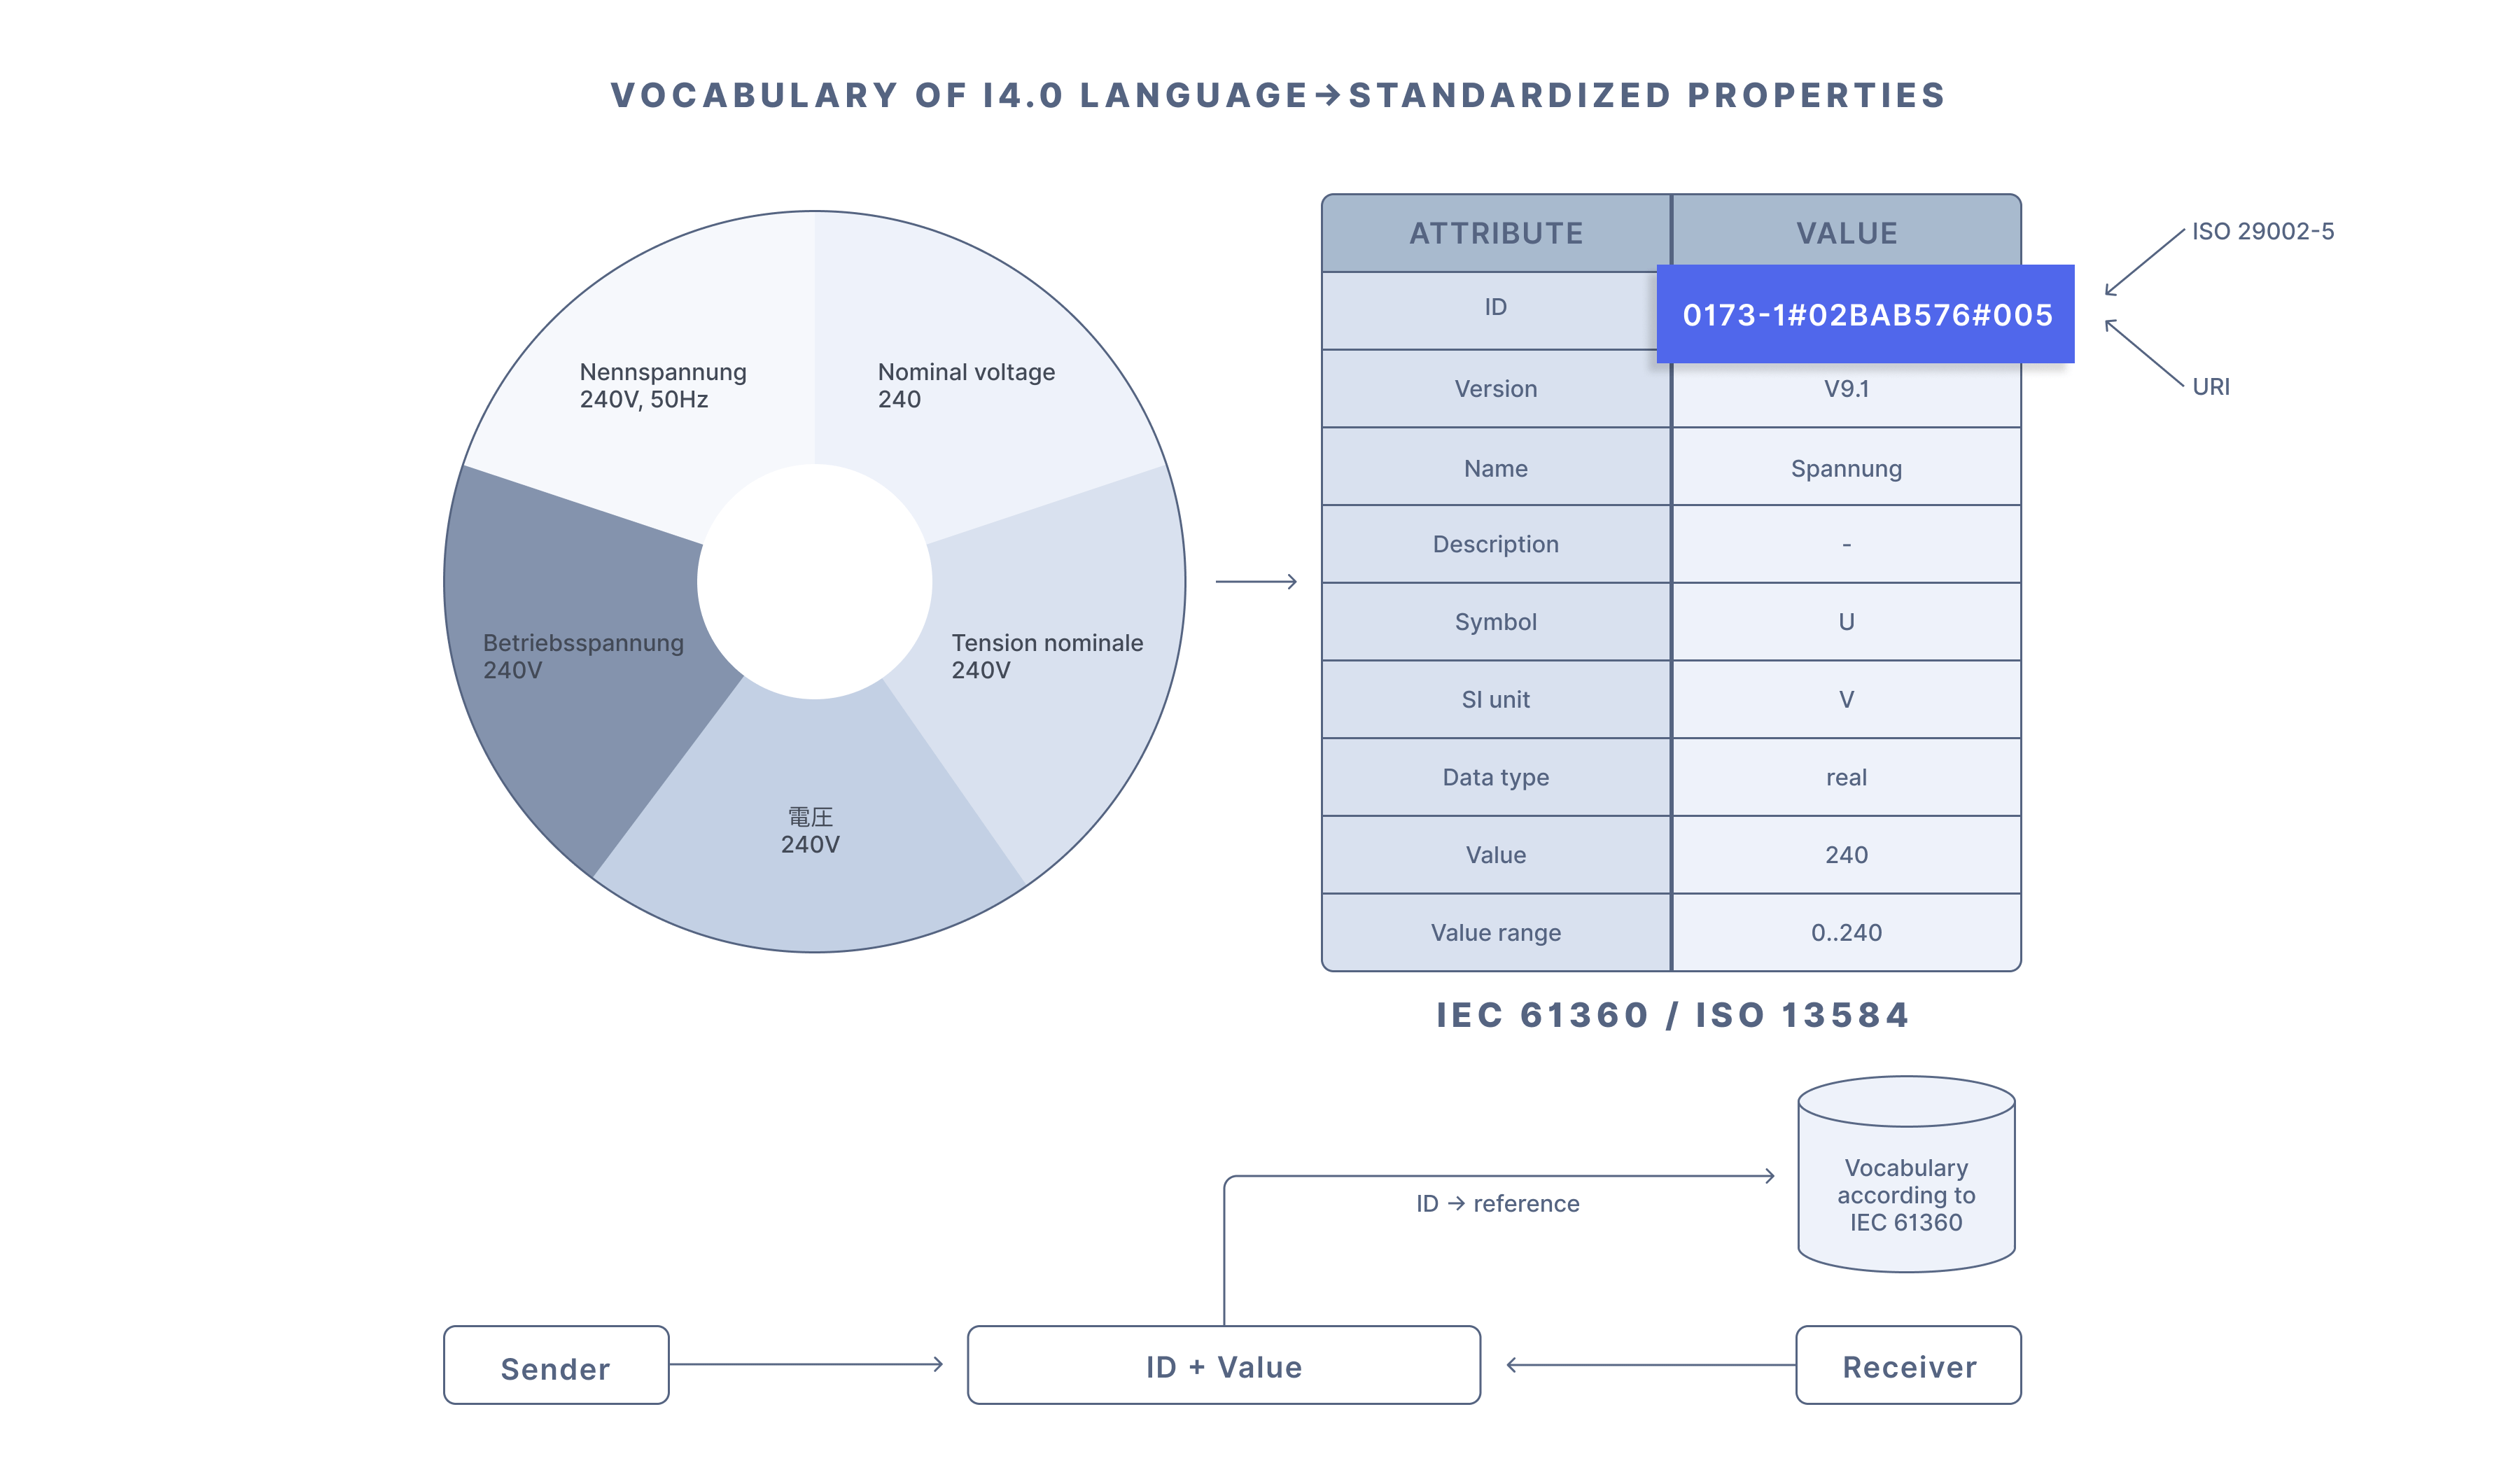 VOCABULARY OF I4.0 LANGUAGE→STANDARDIZED PROPERTIES
Nennspannung
240V, 50Hz
Nominal voltage
240
Betriebsspannung
240V
Tension nominale
240V
電圧
240V
ATTRIBUTE VALUE
ID 0173-1#02BAB576#005
Version V9.1
Name Spannung
Description -
Symbol U
SI unit V
Data type real
Value 240
Value range 0..240
ISO 29002-5
URI
IEC 61360 / ISO 13584
Vocabulary
according to
IEC 61360
ID → reference
Sender
ID + Value
Receiver